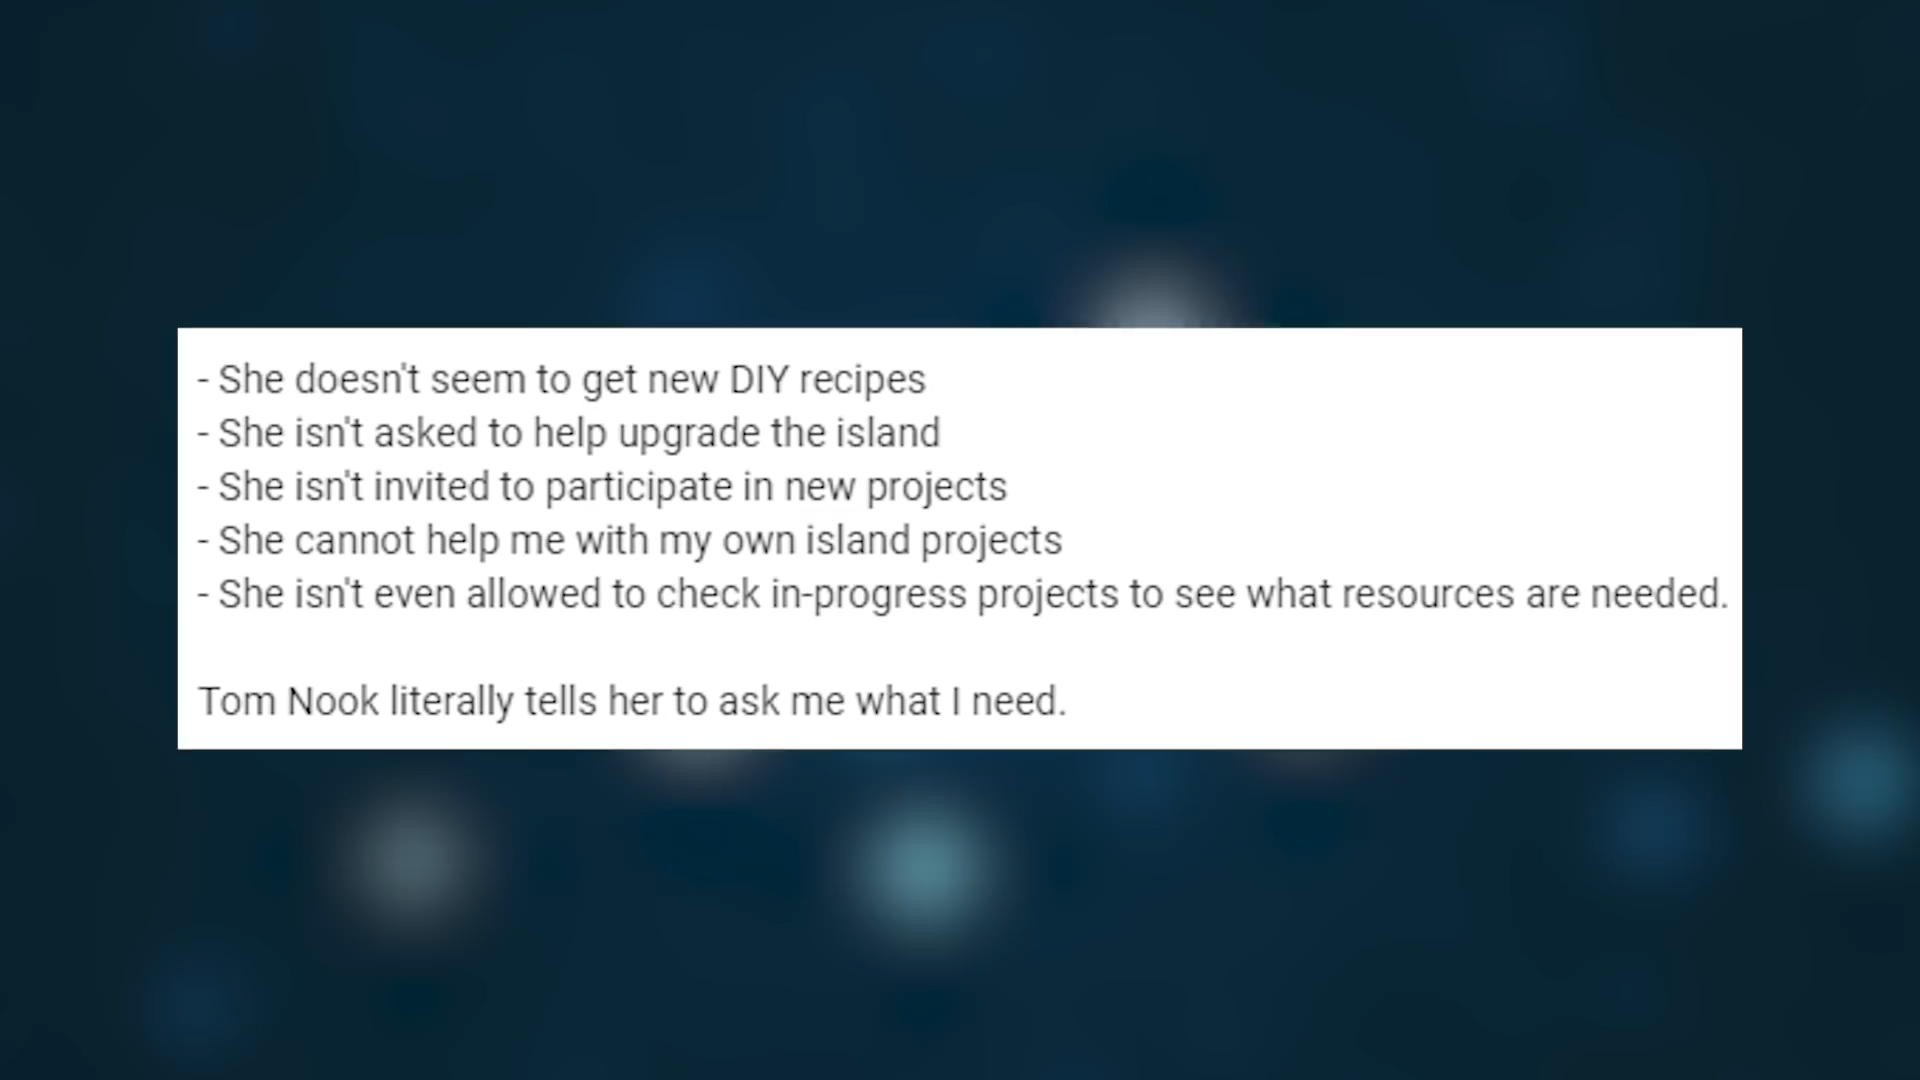 - She doesn't seem to get new DIY recipes
- She isn't asked to help upgrade the island
- She isn't invited to participate in new projects
- She cannot help me with my own island projects
- She isn't even allowed to check in-progress projects to see what resources are needed.
Tom Nook literally tells her to ask me what I need.